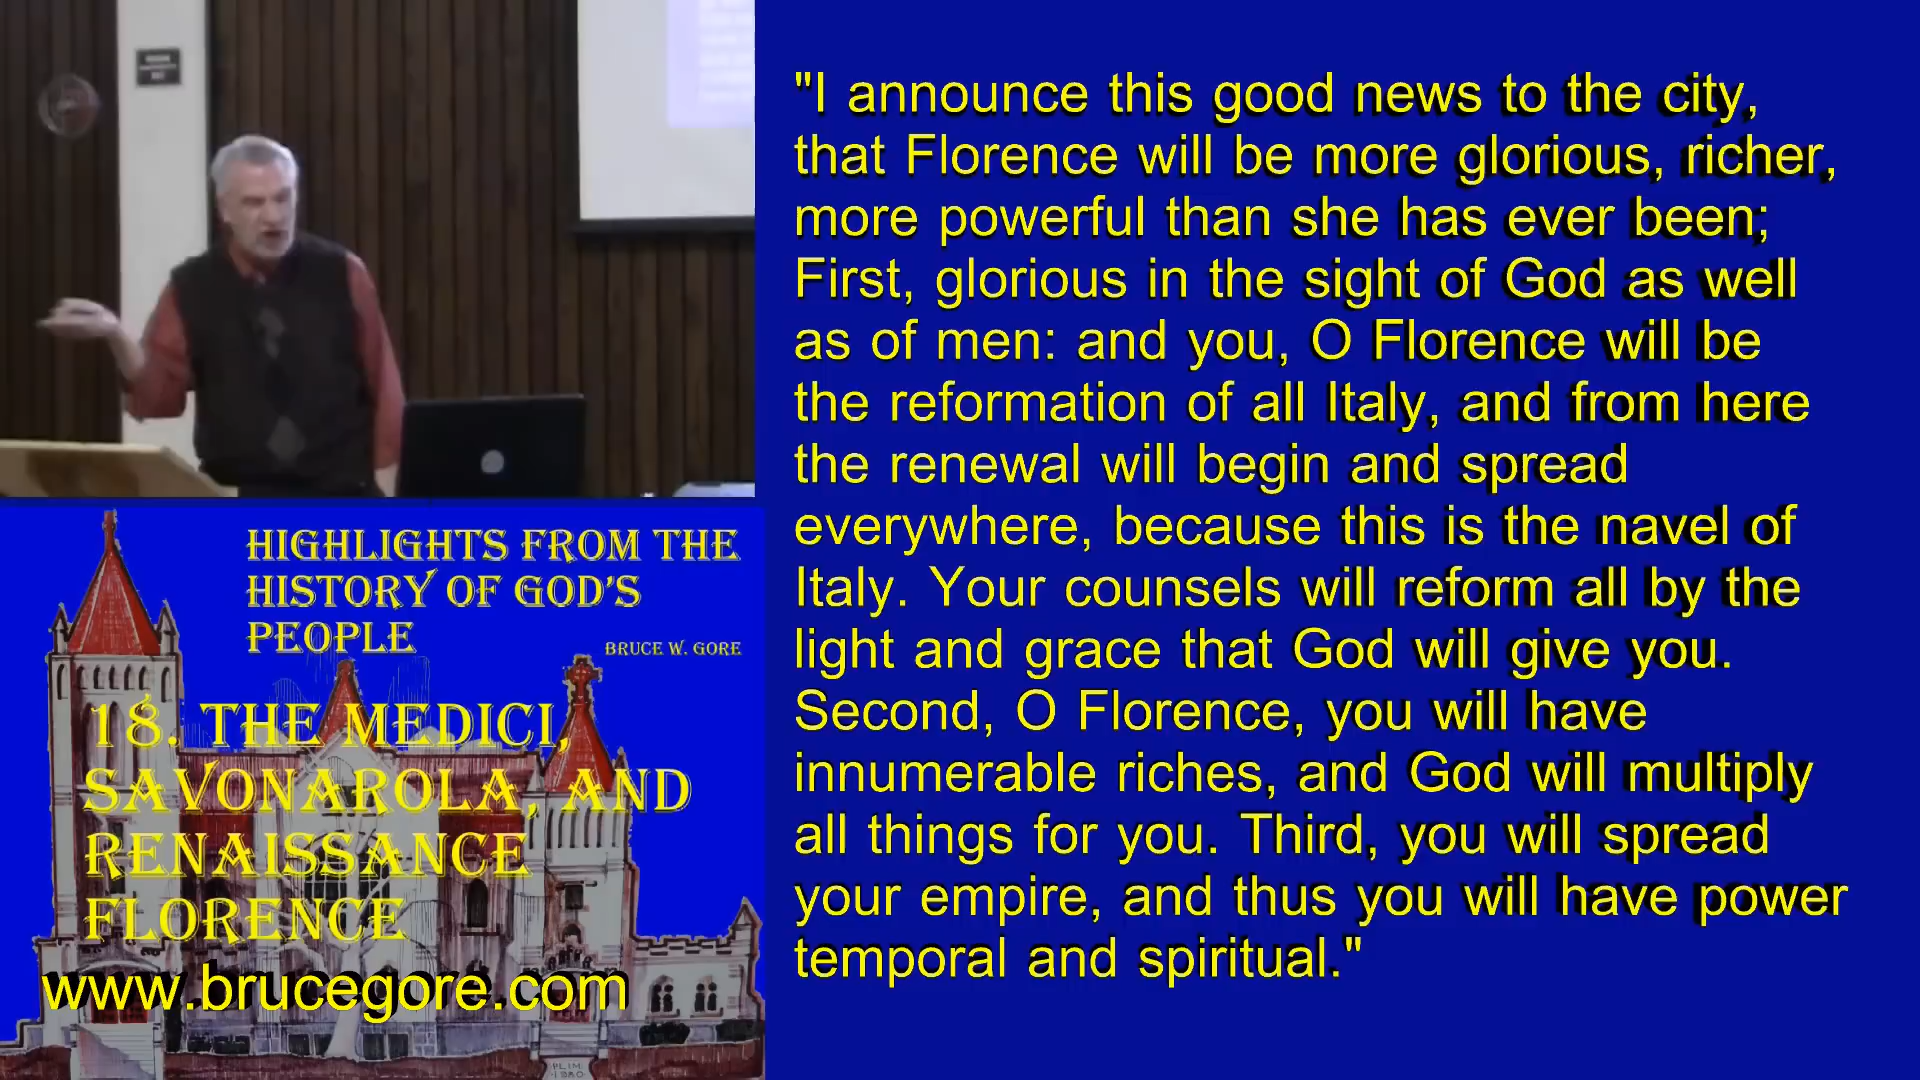 "I announce this good news to the city,
that Florence will be more glorious, richer,
more powerful than she has ever been;
First, glorious in the sight of God as well
as of men: and you, O Florence will be
the reformation of all Italy, and from here
the renewal will begin and spread
everywhere, because this is the navel of
Italy. Your counsels will reform all by the
light and grace that God will give you.
Second, O Florence, you will have
innumerable riches, and God will multiply
all things for you. Third, you will spread
your empire, and thus you will have power
temporal and spiritual."
HIGHLIGHTS FROM THE
HISTORY OF GOD'S
PEOPLE
BRUCE W. GORE
18. THE MEDICI,
SAVONAROLA, AND
RENAISSANCE
FLORENCE
www.brucegore.com
P.L.I.M.
1980